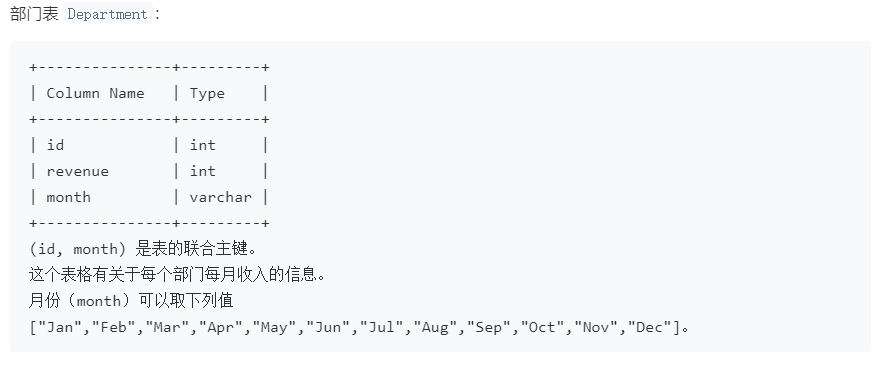 部门表 Department：
+---------------+---------+
| Column Name   | Type    |
+---------------+---------+
| id            | int     |
| revenue       | int     |
| month         | varchar |
+---------------+---------+
(id, month) 是表的联合主键。
这个表格有关于每个部门每月收入的信息。
月份（month）可以取下列值
["Jan","Feb","Mar","Apr","May","Jun","Jul","Aug","Sep","Oct","Nov","Dec"]。